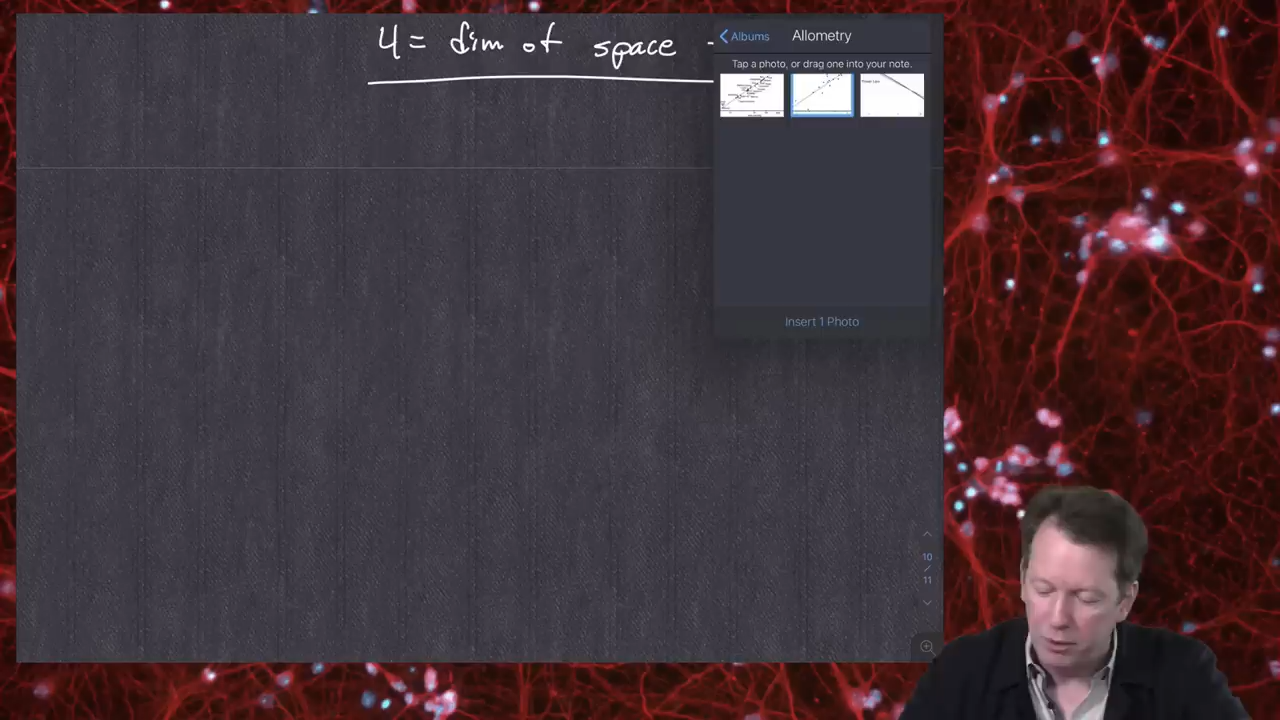 4 = dim of space
Albums
Allometry
Tap a photo, or drag one into your note.
Insert 1 Photo
10
/
11